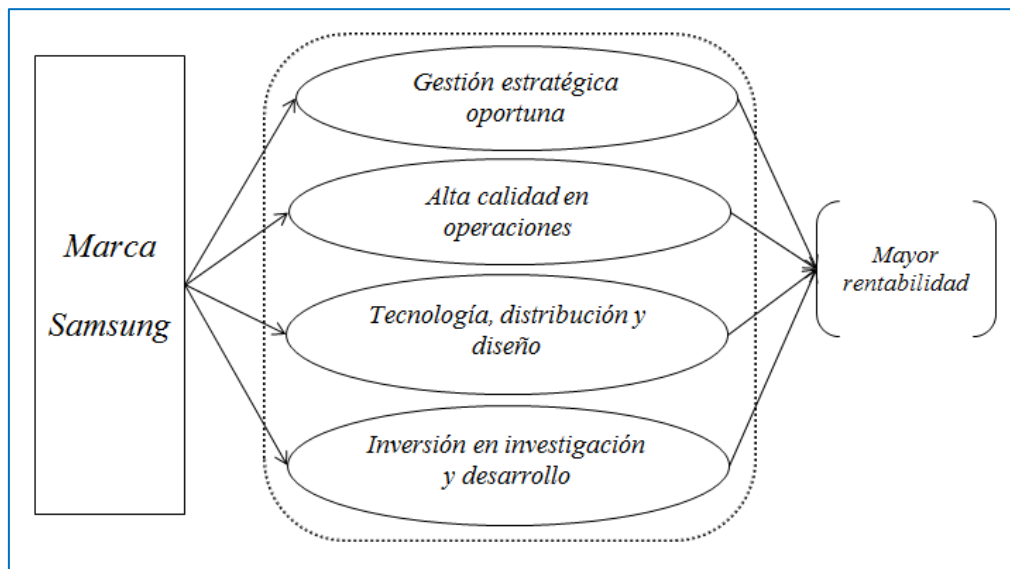 Marca
Samsung
Gestión estratégica
oportuna
Alta calidad en
operaciones
Tecnología, distribución y
diseño
Inversión en investigación
y desarrollo
Mayor
rentabilidad